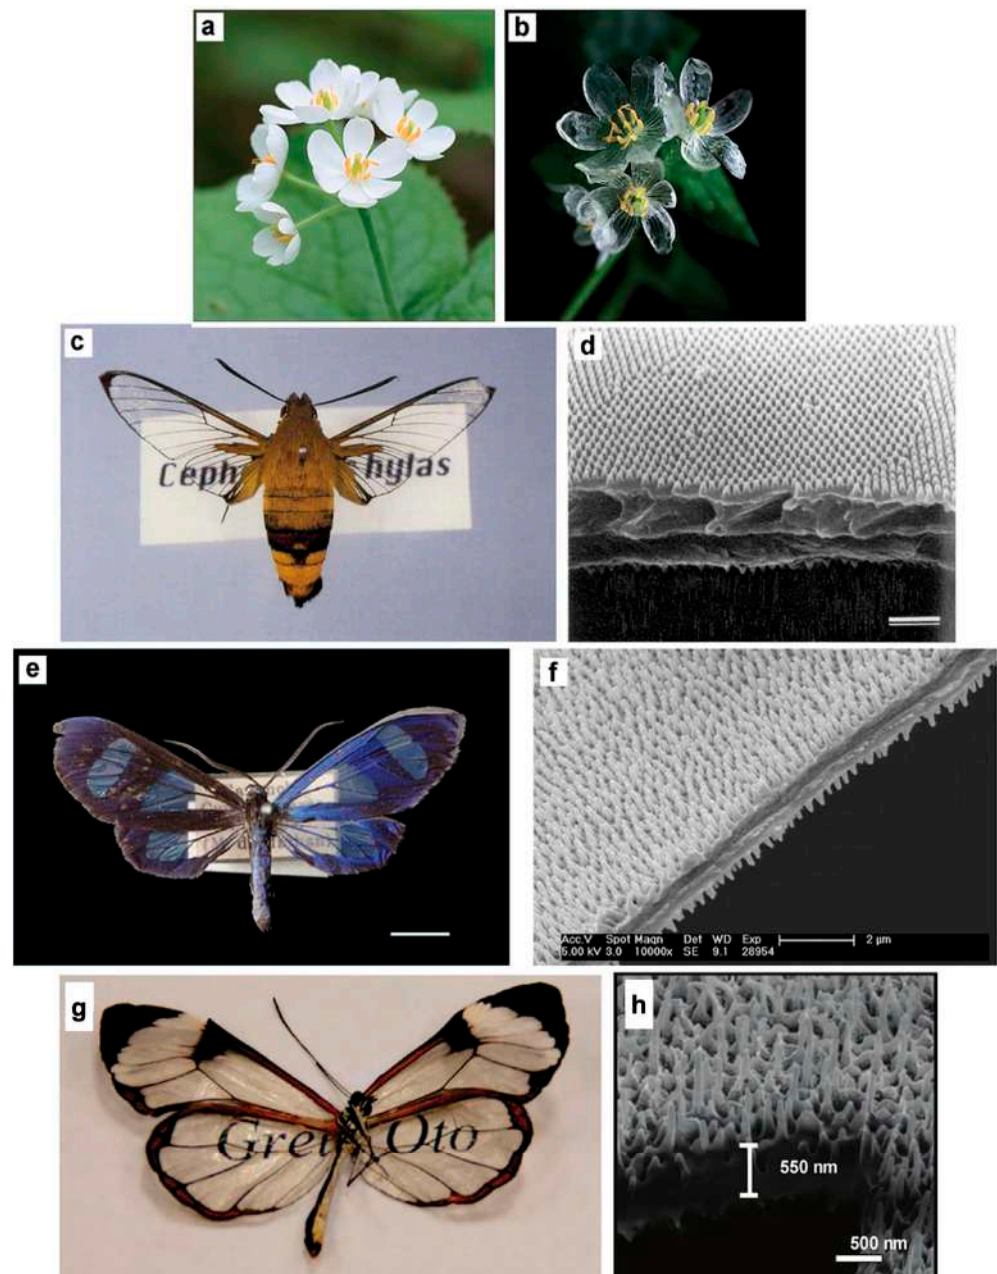 a
b
c
Ceph hylas
d
e
f
Acc.V Spot Magn Det WD Exp
5.00 kV 3.0 10000x SE 9.1 28954 2 µm
g
Gret Oto
h
550 nm
500 nm